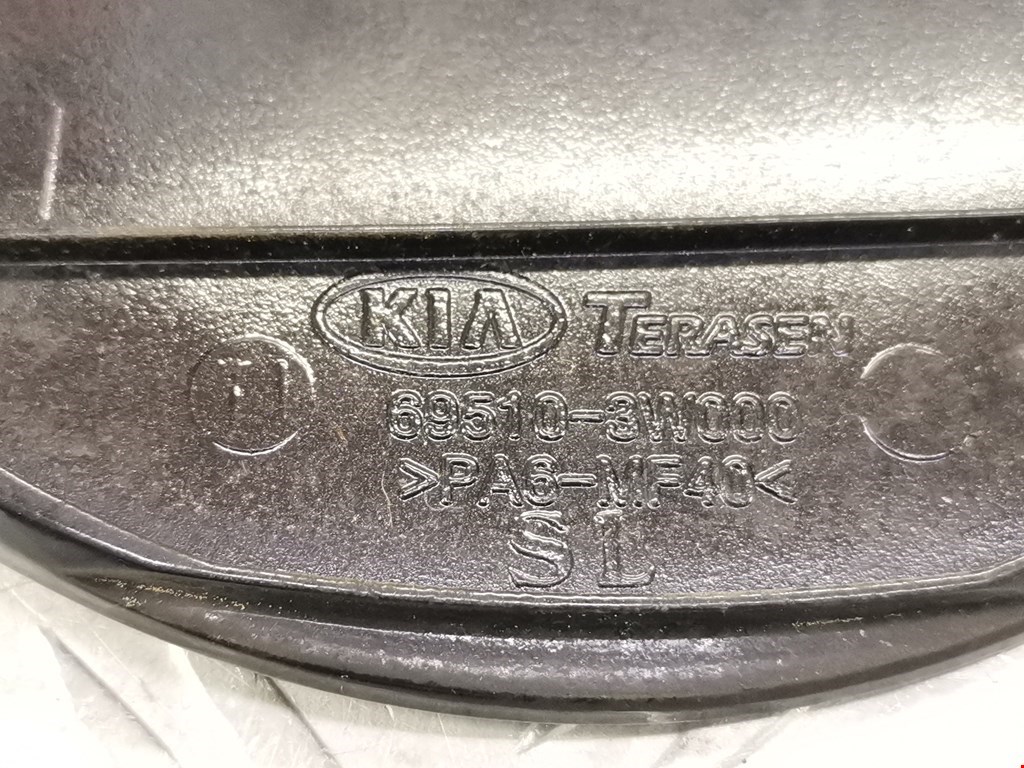 KIA TERASEN
69510-3W000
>PA6-MF40<
SL